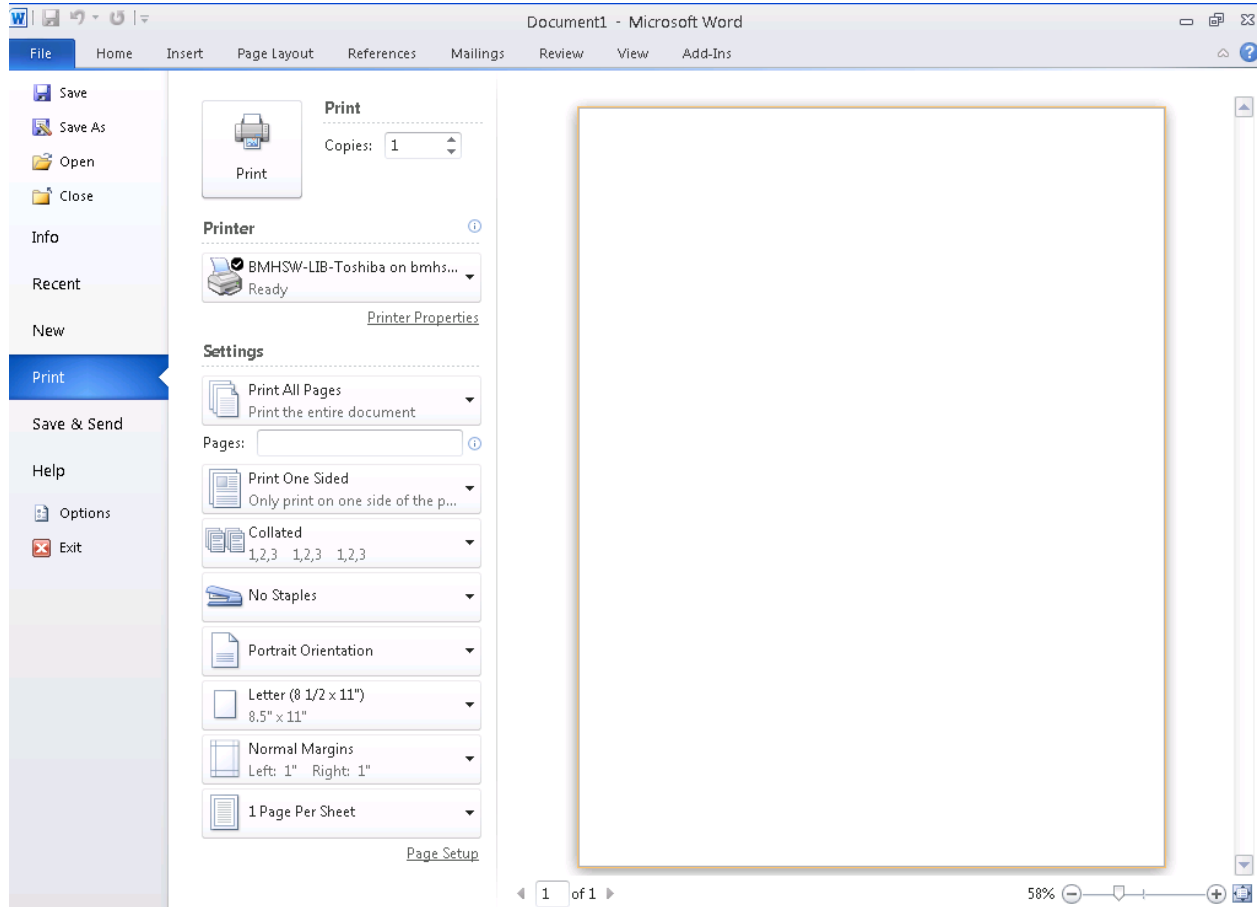 W
Document1 - Microsoft Word
File Home Insert Page Layout References Mailings Review View Add-Ins
?
Save
Save As
Open
Close
Info
Recent
New
Print
Save & Send
Help
Options
Exit
Print
Print
Copies: 1
Printer
BMHSW-LIB-Toshiba on bmhs...
Ready
Printer Properties
Settings
Print All Pages
Print the entire document
Pages:
Print One Sided
Only print on one side of the p...
Collated
1,2,3 1,2,3 1,2,3
No Staples
Portrait Orientation
Letter (8 1/2 x 11")
8.5" x 11"
Normal Margins
Left: 1" Right: 1"
1 Page Per Sheet
Page Setup
1 of 1
58%